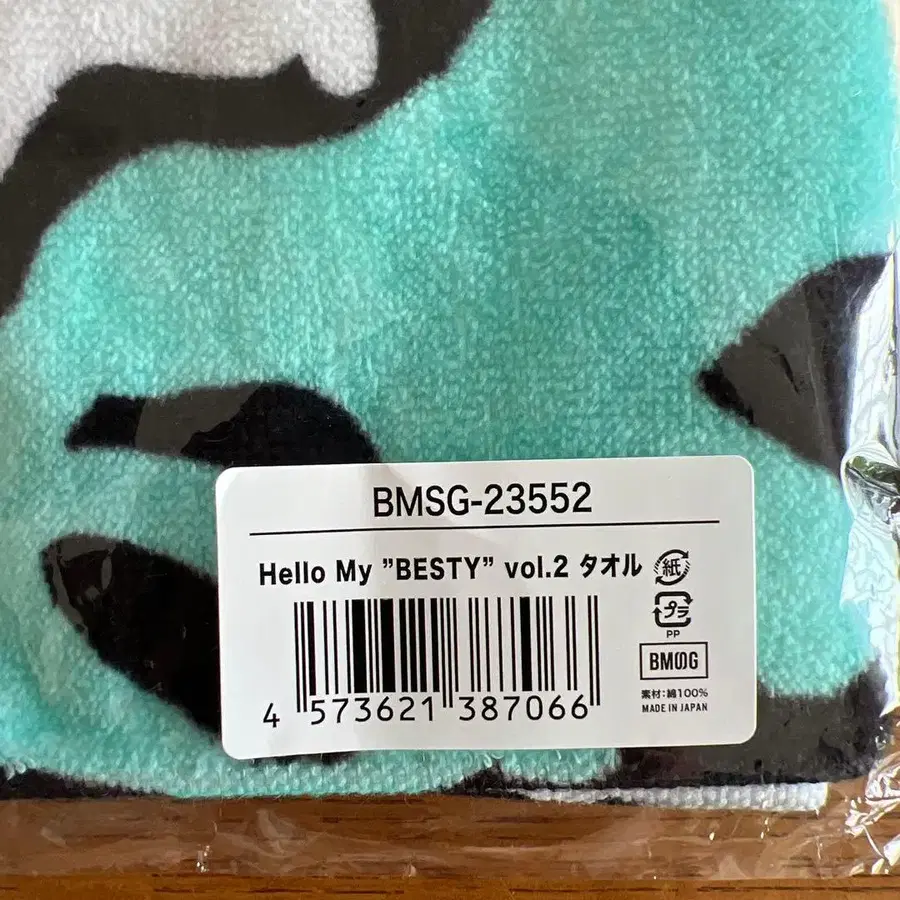 BMSG-23552
Hello My ”BESTY” vol.2 タオル
紙
プラ
PP
BMSG
素材:綿100%
MADE IN JAPAN
4 573621 387066